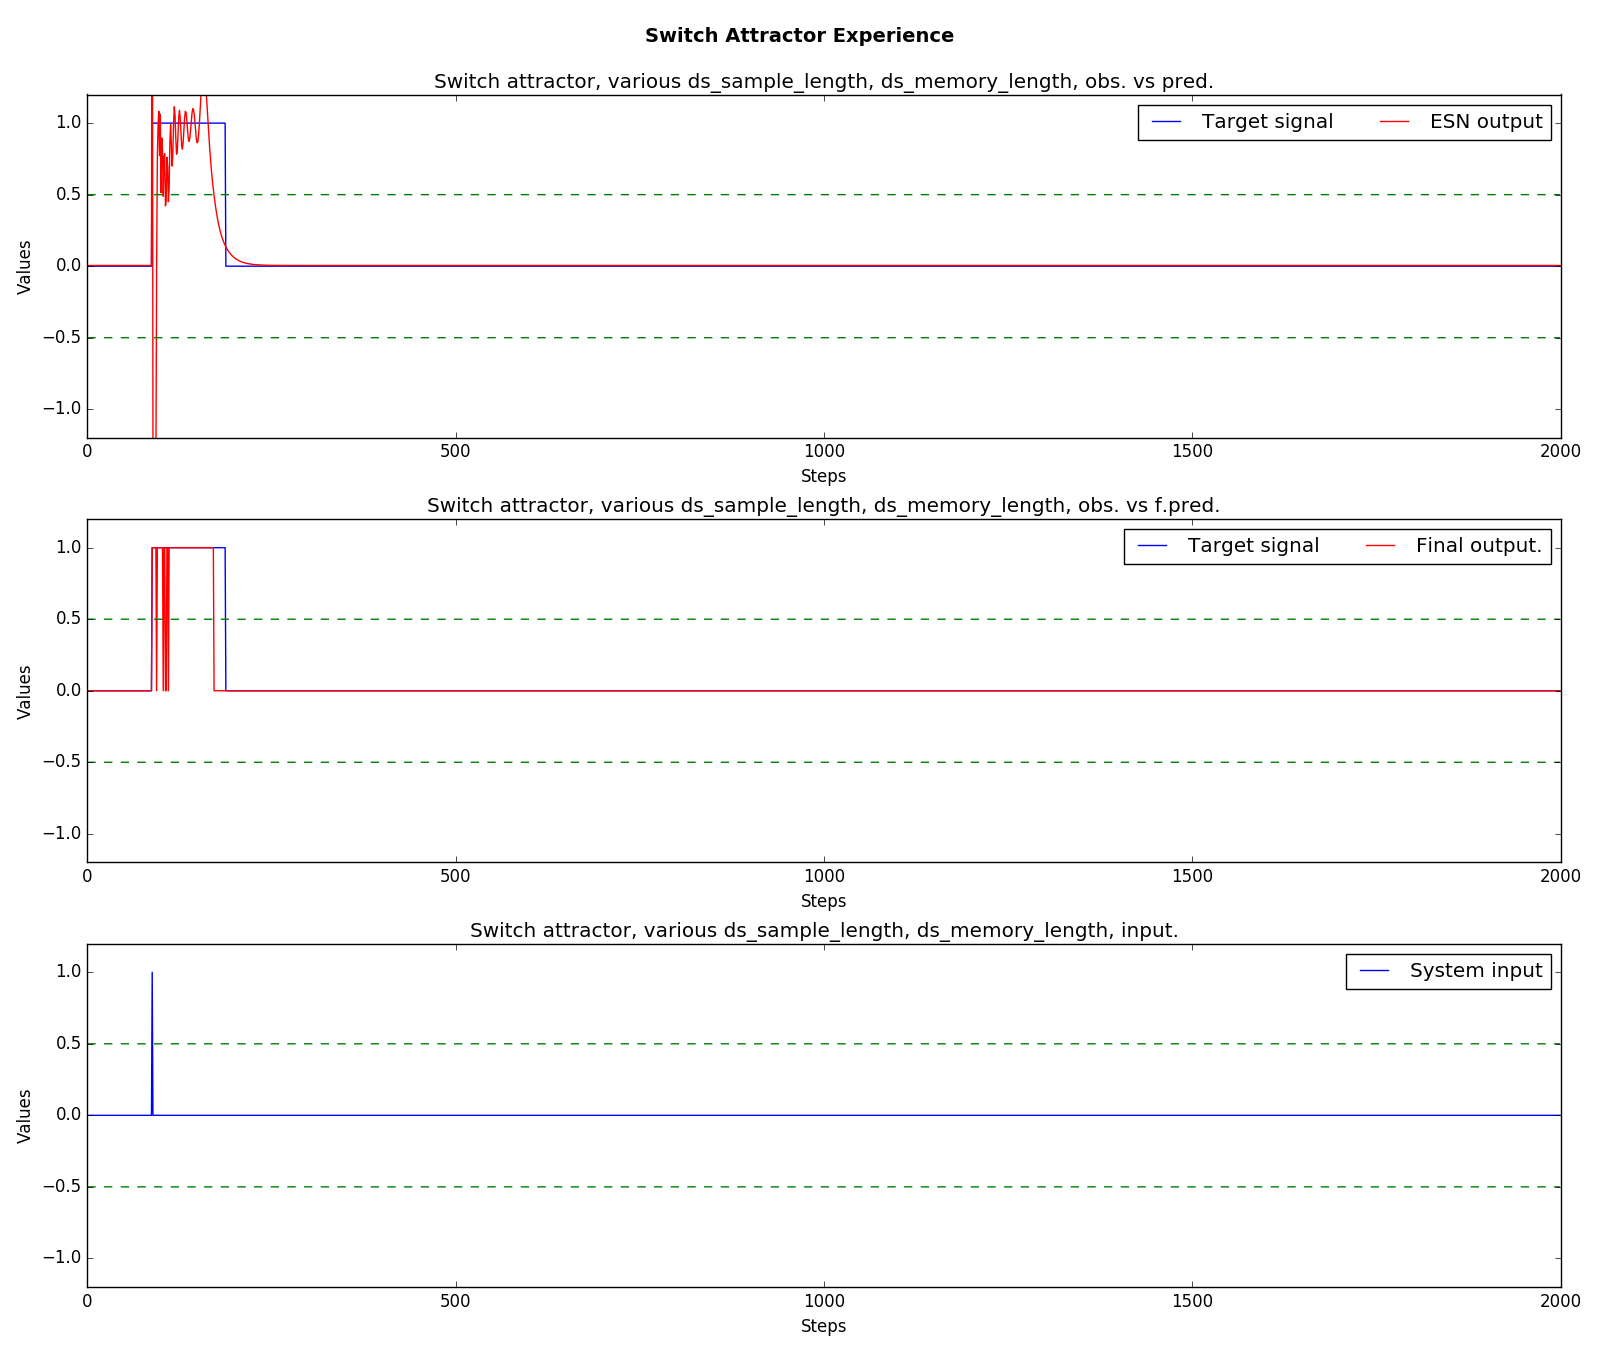 Switch Attractor Experience
Switch attractor, various ds_sample_length, ds_memory_length, obs. vs pred.
Target signal ESN output
1.0
0.5
0.0
−0.5
−1.0
Values
0 500 1000 1500 2000
Steps
Switch attractor, various ds_sample_length, ds_memory_length, obs. vs f.pred.
Target signal Final output.
1.0
0.5
0.0
−0.5
−1.0
Values
0 500 1000 1500 2000
Steps
Switch attractor, various ds_sample_length, ds_memory_length, input.
System input
1.0
0.5
0.0
−0.5
−1.0
Values
0 500 1000 1500 2000
Steps